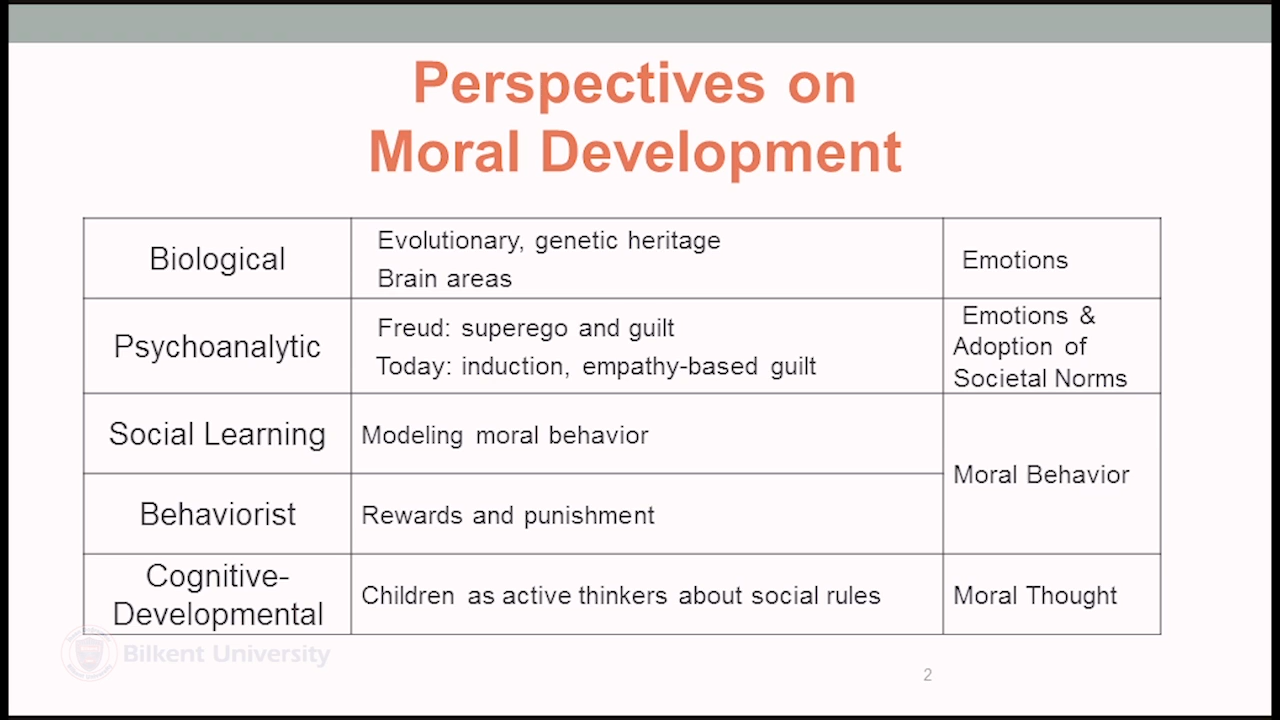 Perspectives on
Moral Development
Biological
Evolutionary, genetic heritage
Brain areas
Emotions
Psychoanalytic
Freud: superego and guilt
Today: induction, empathy-based guilt
Emotions &
Adoption of
Societal Norms
Social Learning
Modeling moral behavior
Moral Behavior
Behaviorist
Rewards and punishment
Cognitive-
Developmental
Children as active thinkers about social rules
Moral Thought
Bilkent University
2